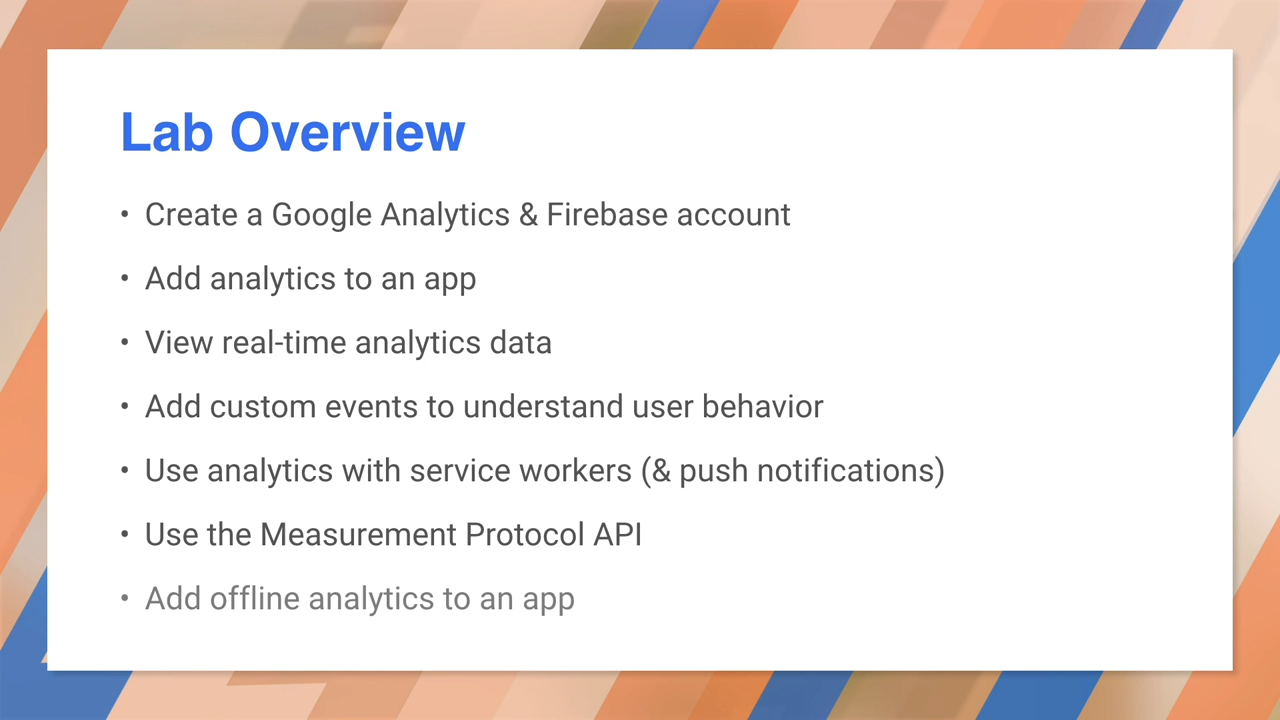 Lab Overview
• Create a Google Analytics & Firebase account
• Add analytics to an app
• View real-time analytics data
• Add custom events to understand user behavior
• Use analytics with service workers (& push notifications)
• Use the Measurement Protocol API
• Add offline analytics to an app